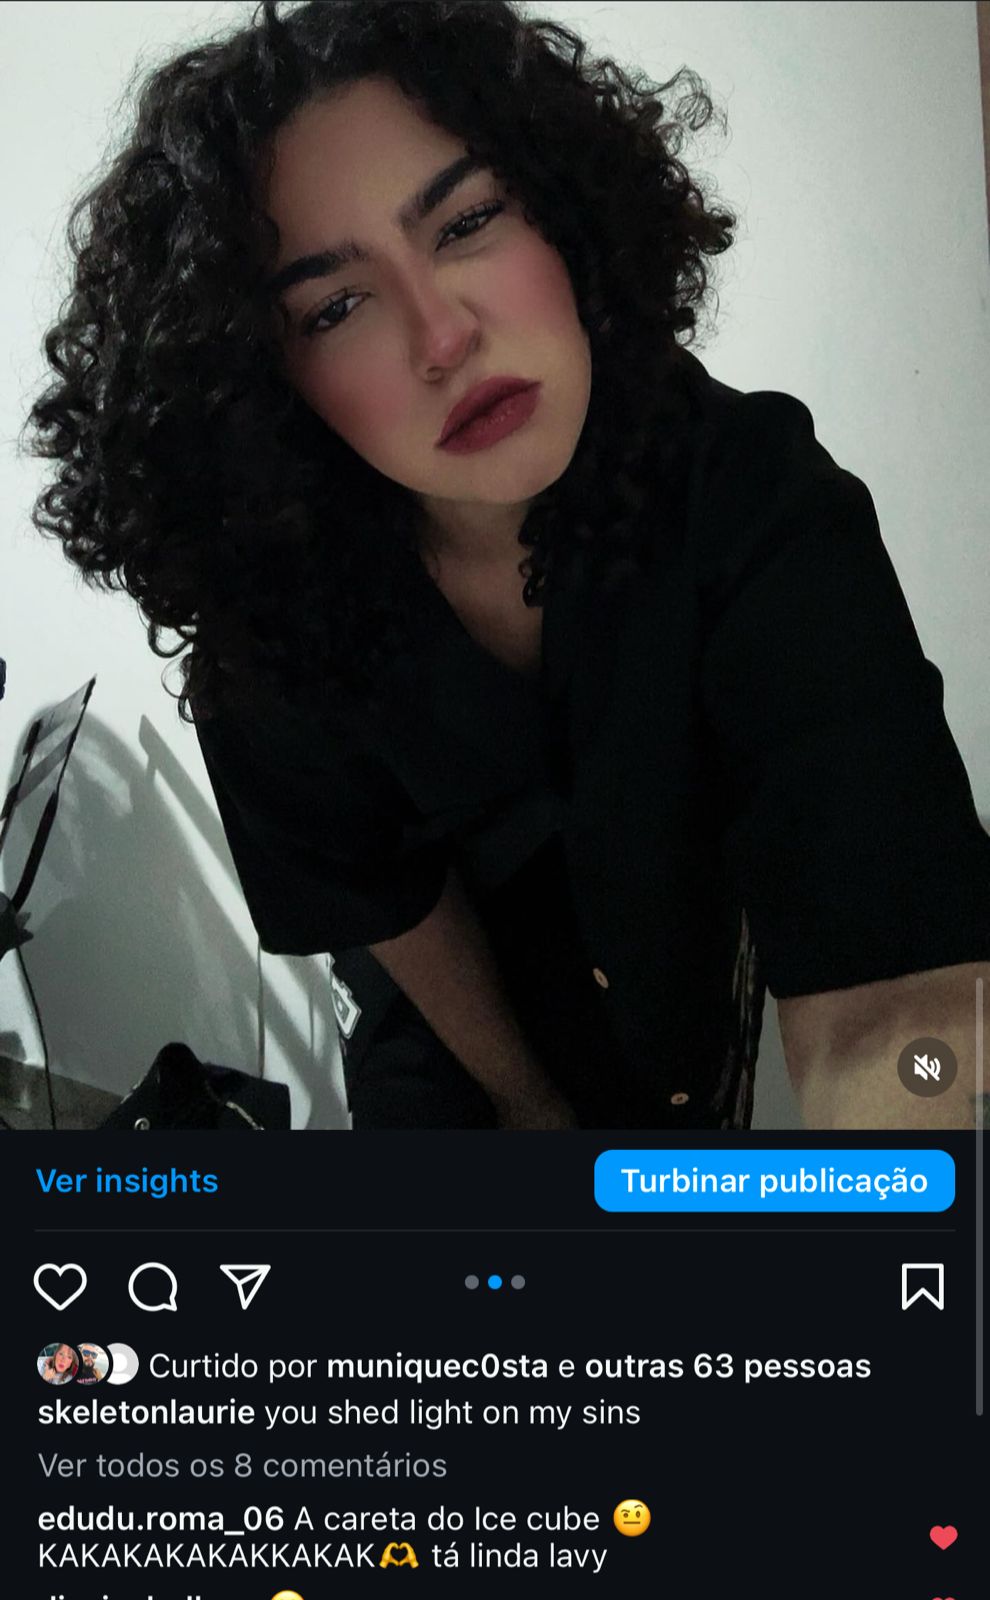 Ver insights
Turbinar publicação
Curtido por muniquec0sta e outras 63 pessoas
skeletonlaurie you shed light on my sins
Ver todos os 8 comentários
edudu.roma_06 A careta do Ice cube 🤨
KAKAKAKAKAKKAKAK🫶 tá linda lavy